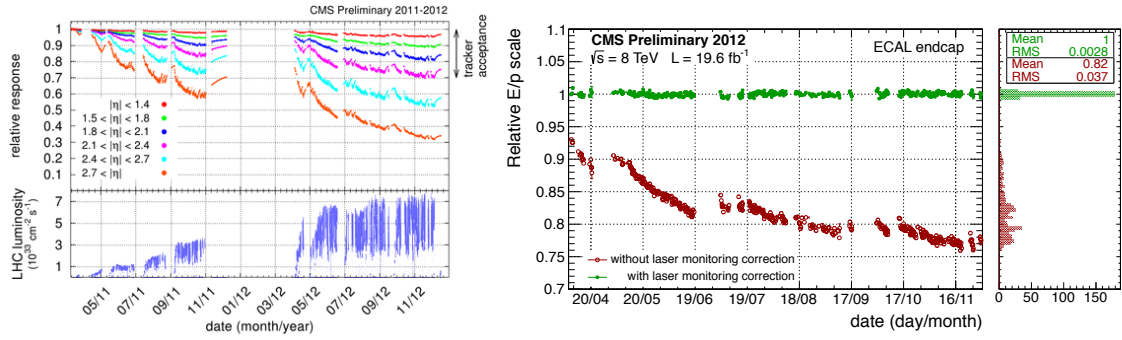 CMS Preliminary 2011-2012
relative response
1
0.9
0.8
0.7
0.6
0.5
0.4
0.3
0.2
0.1
|η| < 1.4
1.5 < |η| < 1.8
1.8 < |η| < 2.1
2.1 < |η| < 2.4
2.4 < |η| < 2.7
2.7 < |η|
tracker
acceptance
LHC luminosity
(10³³ cm⁻² s⁻¹)
7
5
3
1
05/11 07/11 09/11 11/11 01/12 03/12 05/12 07/12 09/12 11/12
date (month/year)
Relative E/p scale
1.1
1.05
1
0.95
0.9
0.85
0.8
0.75
0.7
CMS Preliminary 2012
√s = 8 TeV L = 19.6 fb⁻¹
ECAL endcap
without laser monitoring correction
with laser monitoring correction
20/04 20/05 19/06 19/07 18/08 17/09 17/10 16/11
date (day/month)
Mean 1
RMS 0.0028
Mean 0.82
RMS 0.037
0 50 100 150